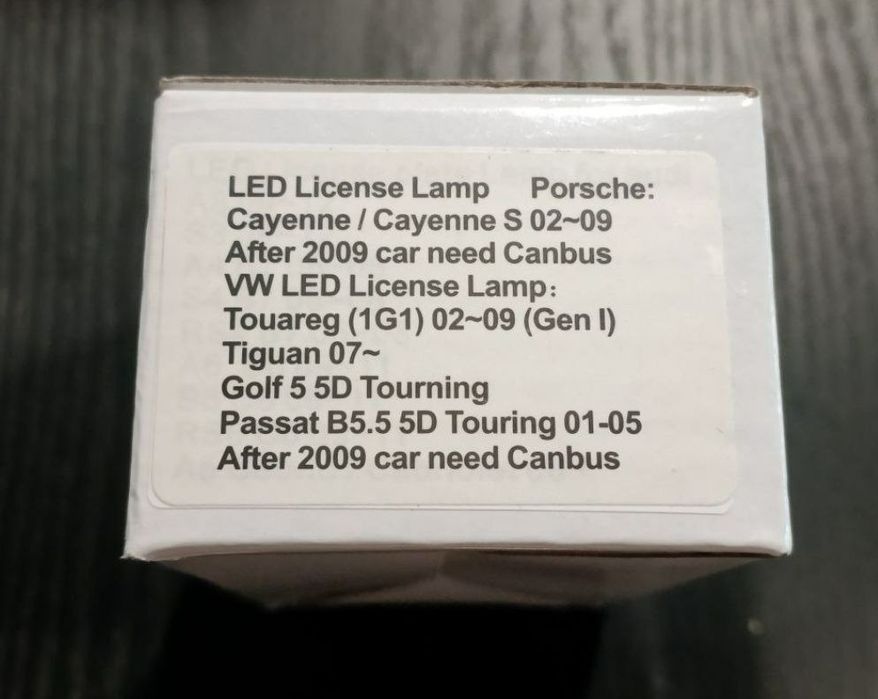 LED License Lamp Porsche:
Cayenne / Cayenne S 02~09
After 2009 car need Canbus
VW LED License Lamp：
Touareg (1G1) 02~09 (Gen I)
Tiguan 07~
Golf 5 5D Tourning
Passat B5.5 5D Touring 01-05
After 2009 car need Canbus